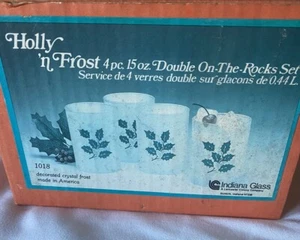 Holly
'n Frost 4 pc. 15 oz. Double On-The-Rocks Set
Service de 4 verres double sur glacons de 0,44 L
1018
decorated crystal frost
made in America
Indiana Glass